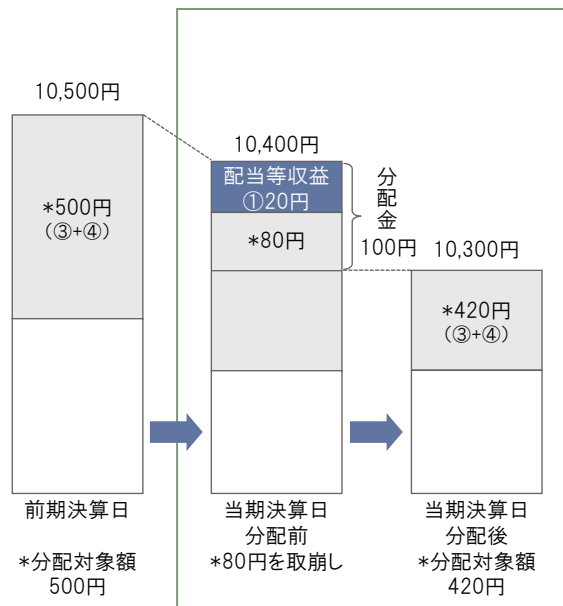 10,500円
*500円
(③+④)
前期決算日
*分配対象額
500円
10,400円
配当等収益
①20円
*80円
分配金
100円
当期決算日
分配前
*80円を取崩し
10,300円
*420円
(③+④)
当期決算日
分配後
*分配対象額
420円